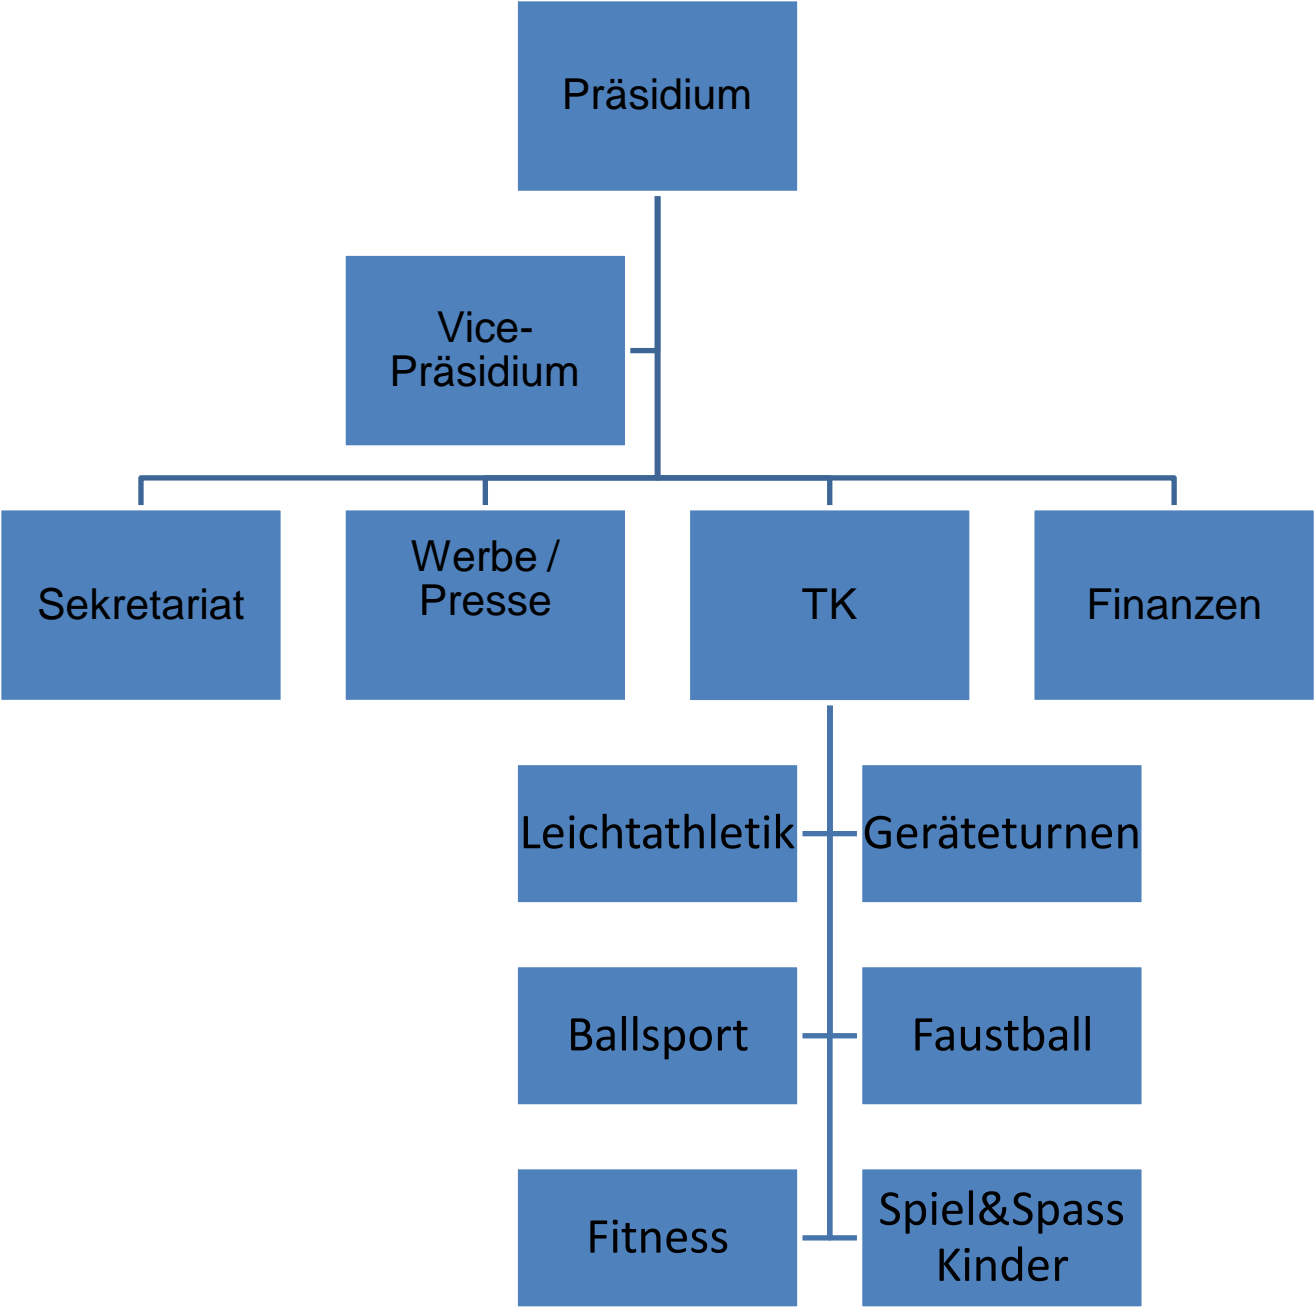 Präsidium
Vice-
Präsidium
Sekretariat
Werbe /
Presse
TK
Finanzen
Leichtathletik
Geräteturnen
Ballsport
Faustball
Fitness
Spiel&Spass
Kinder